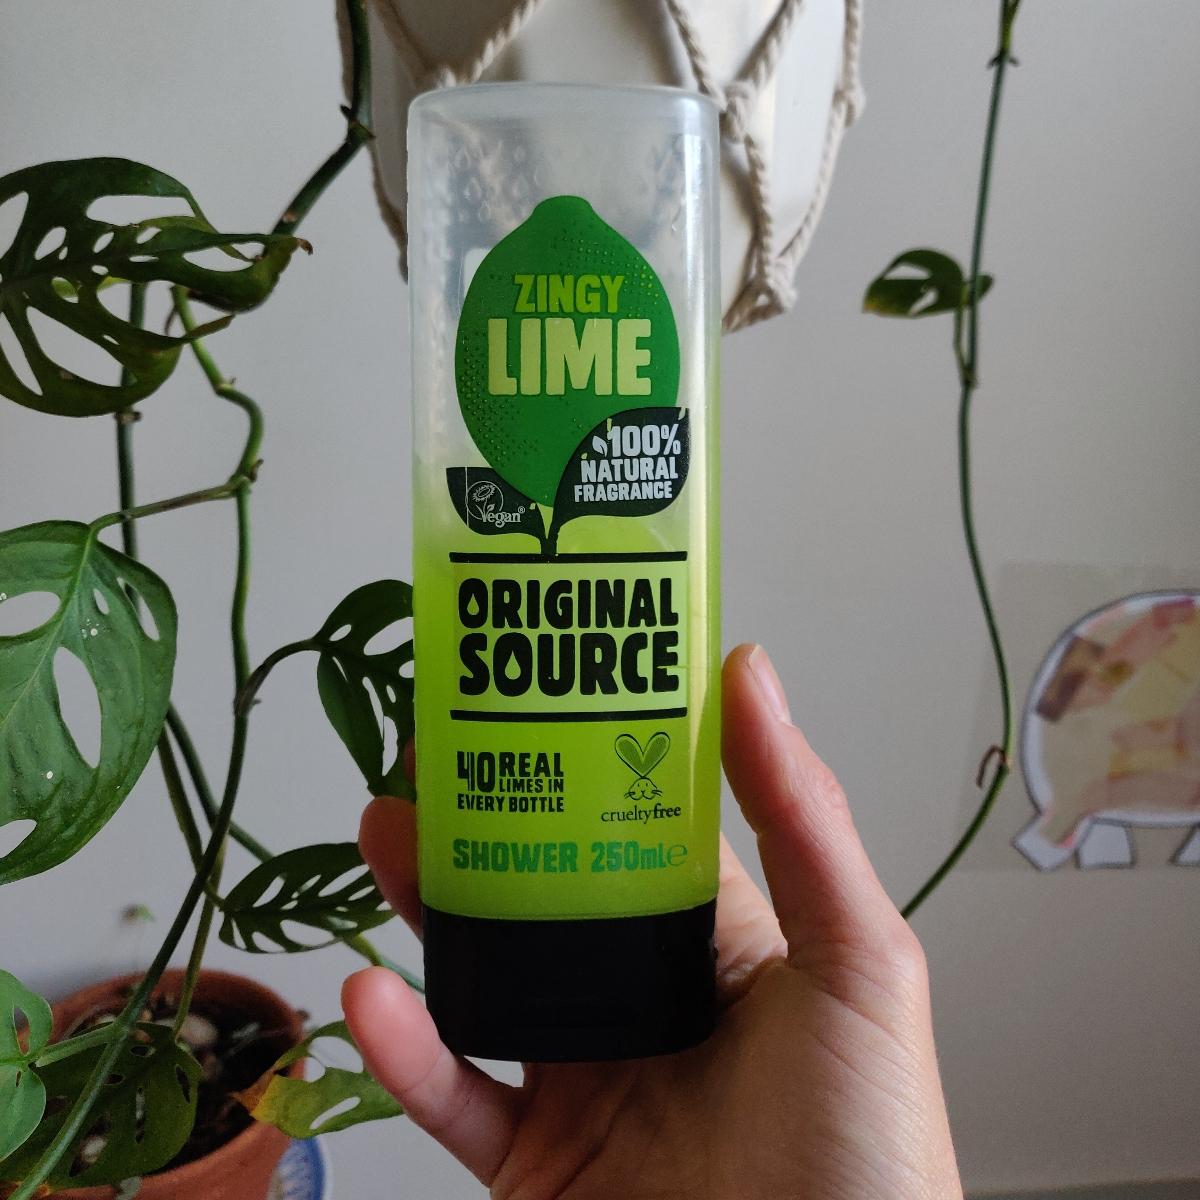 ZINGY
LIME
100%
NATURAL
FRAGRANCE
Vegan®
ORIGINAL
SOURCE
40 REAL
LIMES IN
EVERY BOTTLE
crueltyfree
SHOWER 250mL℮